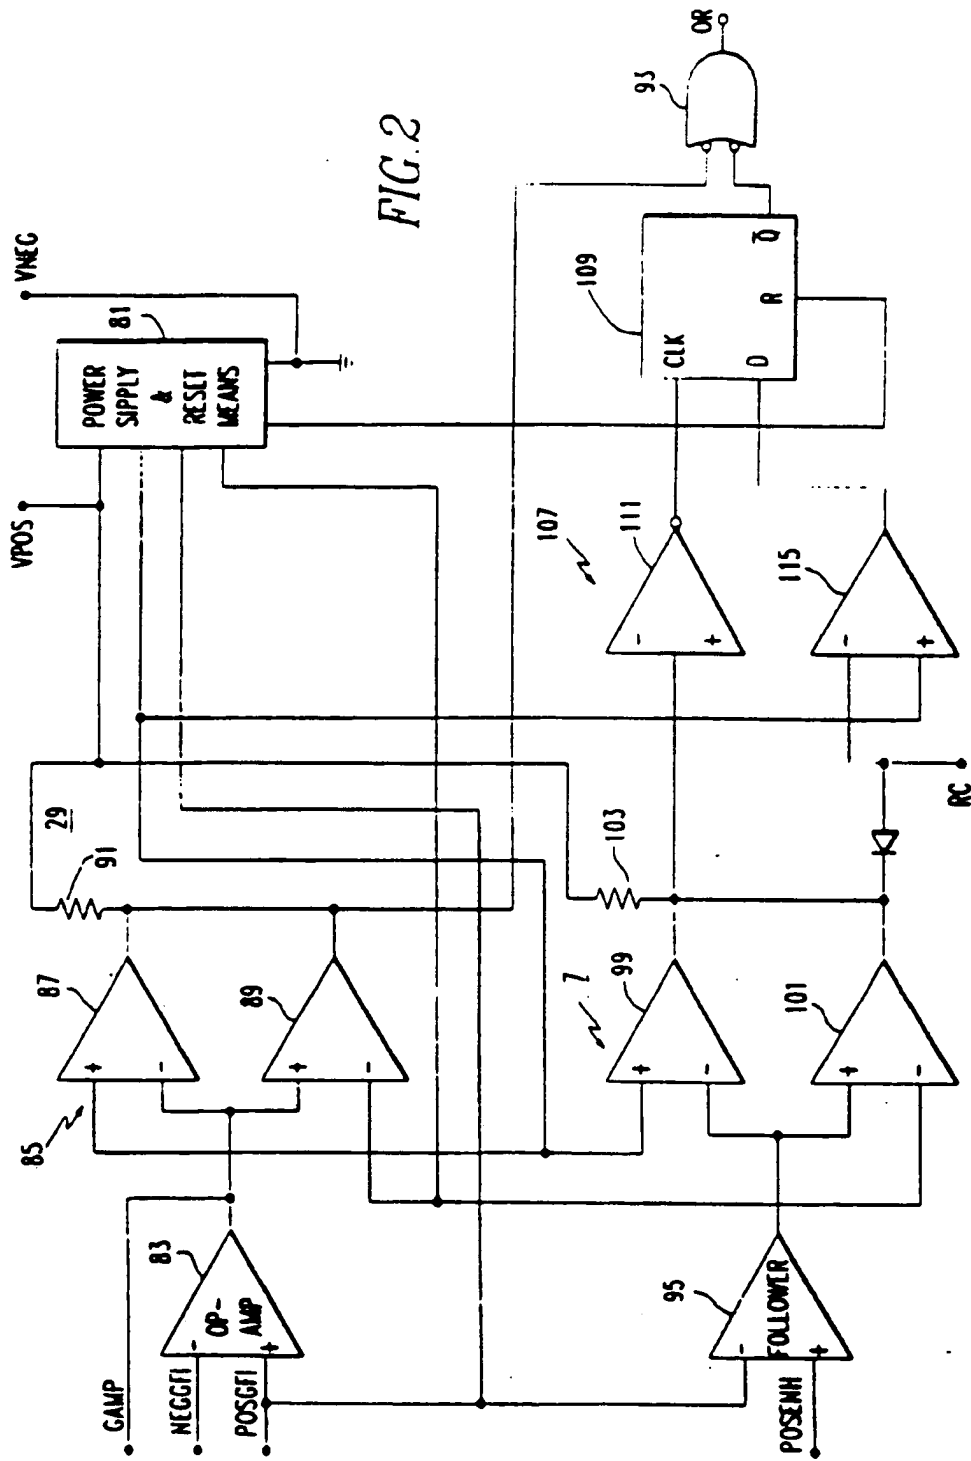 FIG. 2
VPOS
VNEG
POWER
SIPPLY
&
RESET
MEANS
81
29
91
87
89
85
83
OP-
AMP
-
+
GAMP
NEGGFI
POSGFI
+
-
+
-
93
OR
109
CLK
D
R
Q
107
111
-
+
115
-
+
103
RC
7
99
+
-
101
+
-
95
FOLLOWER
-
+
POSENH